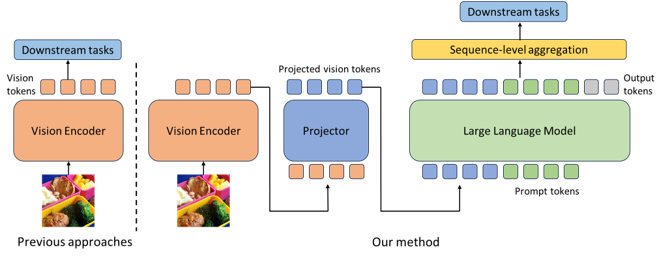 Downstream tasks
Vision
tokens
Vision Encoder
Previous approaches
Vision Encoder
Projected vision tokens
Projector
Downstream tasks
Sequence-level aggregation
Output
tokens
Large Language Model
Prompt tokens
Our method